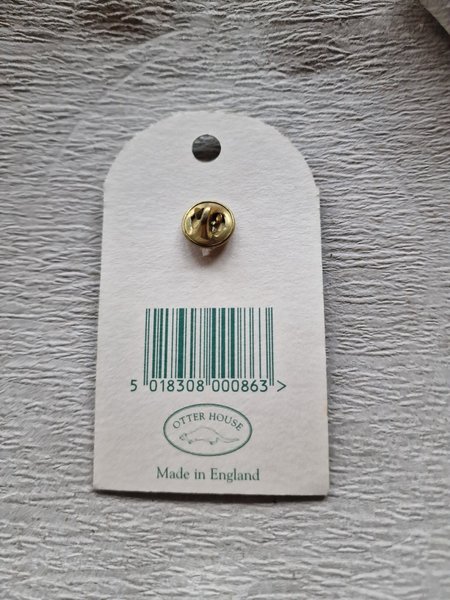 5 018308 000863 >
OTTER HOUSE
Made in England